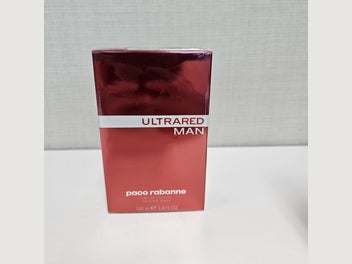 ULTRARED
MAN
paco rabanne
100 ml ℮ 3.4 FL.OZ